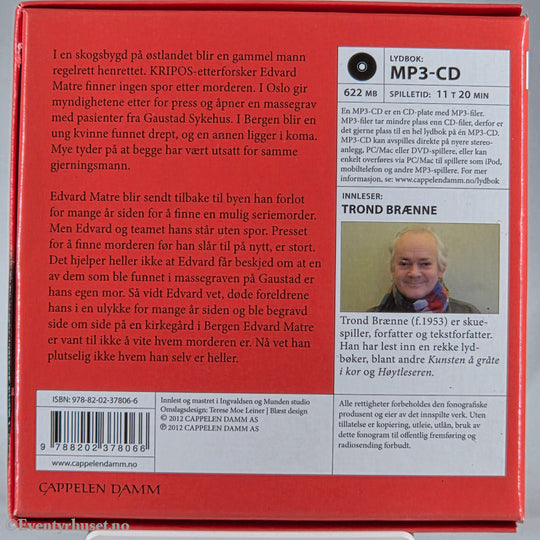 I en skogsbygd på østlandet blir en gammel mann
regelrett henrettet. KRIPOS-etterforsker Edvard
Matre finner ingen spor etter morderen. I Oslo gir
myndighetene etter for press og åpner en massegrav
med pasienter fra Gaustad Sykehus. I Bergen blir en
ung kvinne funnet drept, og en annen ligger i koma.
Mye tyder på at begge har vært utsatt for samme
gjerningsmann.
Edvard Matre blir sendt tilbake til byen han forlot
for mange år siden for å finne en mulig seriemorder.
Men Edvard og teamet hans står uten spor. Presset
for å finne morderen før han slår til på nytt, er stort.
Det hjelper heller ikke at Edvard får beskjed om at en
av dem som ble funnet i massegraven på Gaustad er
hans egen mor. Så vidt Edvard vet, døde foreldrene
hans i en ulykke for mange år siden og ble begravd
side om side på en kirkegård i Bergen Edvard Matre
er vant til ikke å vite hvem morderen er. Nå vet han
plutselig ikke hvem han selv er heller.
LYDBOK:
MP3-CD
622 MB
SPILLETID: 11 T 20 MIN
En MP3-CD er en CD-plate med MP3-filer.
MP3-filer tar mindre plass enn CD-filer, derfor er
det gjerne plass til en hel lydbok på én MP3-CD.
MP3-CD kan avspilles direkte på nyere stereo-
anlegg, PC/Mac eller DVD-spillere, eller kan
enkelt overføres via PC/Mac til spillere som iPod,
mobiltelefon og andre MP3-spillere. For mer
informasjon, se: www.cappelendamm.no/lydbok
INNLESER:
TROND BRÆNNE
Trond Brænne (f.1953) er skue-
spiller, forfatter og tekstforfatter.
Han har lest inn en rekke lyd-
bøker, blant andre Kunsten å gråte
i kor og Høytleseren.
ISBN: 978-82-02-37806-6
9 788202 378066
www.cappelendamm.no
Innlest og mastret i Ingvaldsen og Munden studio
Omslagsdesign: Terese Moe Leiner | Blæst design
© 2012 CAPPELEN DAMM AS
℗ 2012 CAPPELEN DAMM AS
Alle rettigheter forbeholdes den fonografiske
produsent og eier av det innspilte verk. Uten
tillatelse er kopiering, utleie, utlån, bruk av
dette fonogram til offentlig fremføring og
radiosending forbudt.
CAPPELEN DAMM
© Eventyrhuset.no